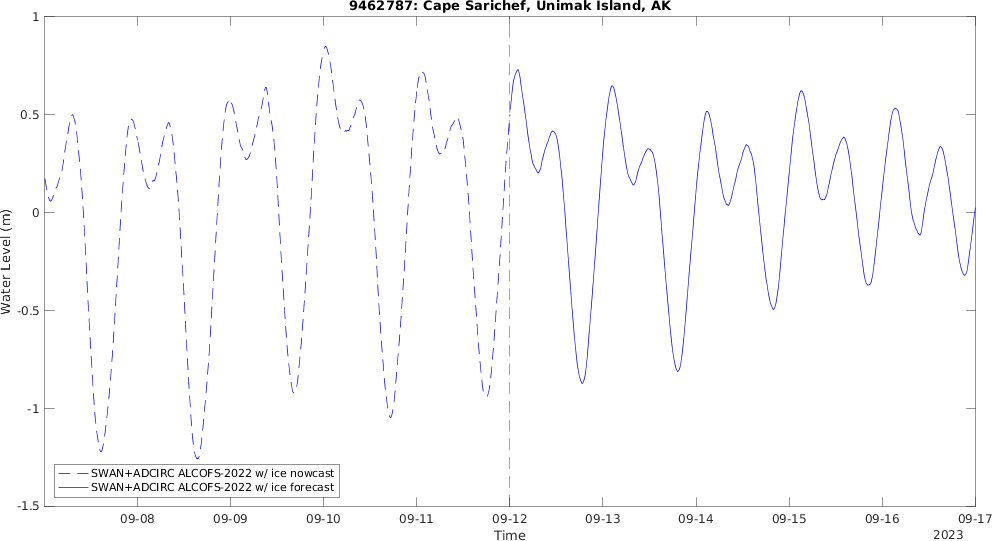 9462787: Cape Sarichef, Unimak Island, AK
1
0.5
0
-0.5
-1
-1.5
Water Level (m)
SWAN+ADCIRC ALCOFS-2022 w/ ice nowcast
SWAN+ADCIRC ALCOFS-2022 w/ ice forecast
09-08 09-09 09-10 09-11 09-12 09-13 09-14 09-15 09-16 09-17
Time
2023